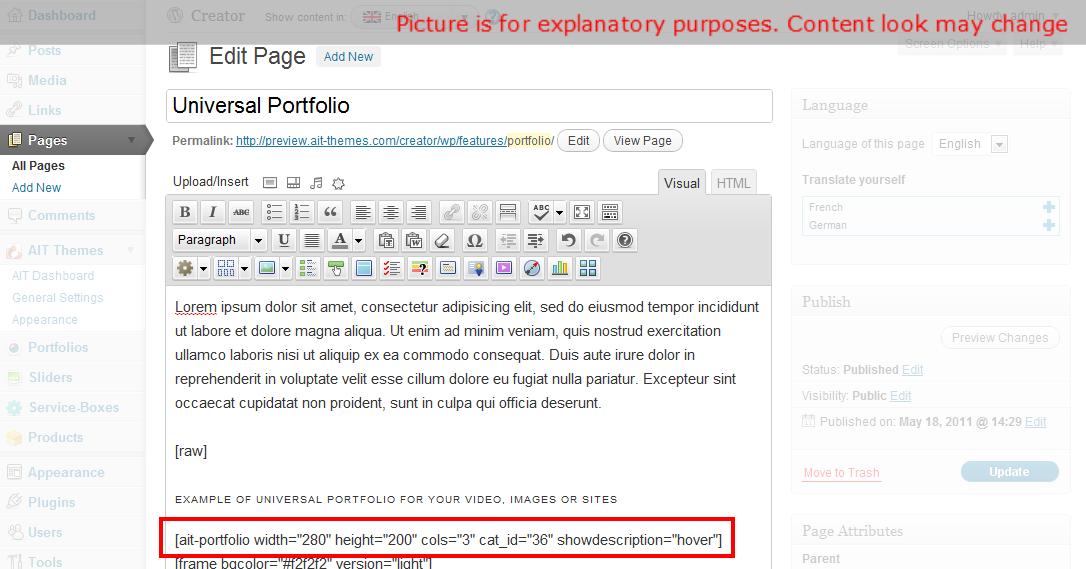 Picture is for explanatory purposes. Content look may change
Dashboard
Creator
Show content in:
English
Howdy, admin
Screen Options
Help
Posts
Media
Links
Pages
All Pages
Add New
Comments
AIT Themes
AIT Dashboard
General Settings
Appearance
Portfolios
Sliders
Service-Boxes
Products
Appearance
Plugins
Users
Tools
Edit Page
Add New
Universal Portfolio
Permalink: http://preview.ait-themes.com/creator/wp/features/portfolio/ Edit View Page
Upload/Insert
Visual
HTML
B I ABC
ABC
Paragraph
U
A
Lorem ipsum dolor sit amet, consectetur adipisicing elit, sed do eiusmod tempor incididunt
ut labore et dolore magna aliqua. Ut enim ad minim veniam, quis nostrud exercitation
ullamco laboris nisi ut aliquip ex ea commodo consequat. Duis aute irure dolor in
reprehenderit in voluptate velit esse cillum dolore eu fugiat nulla pariatur. Excepteur sint
occaecat cupidatat non proident, sunt in culpa qui officia deserunt.
[raw]
EXAMPLE OF UNIVERSAL PORTFOLIO FOR YOUR VIDEO, IMAGES OR SITES
[ait-portfolio width="280" height="200" cols="3" cat_id="36" showdescription="hover"]
[frame bgcolor="#f2f2f2" version="light"]
Language
Language of this page English
Translate yourself
French
German
Publish
Preview Changes
Status: Published Edit
Visibility: Public Edit
Published on: May 18, 2011 @ 14:29 Edit
Move to Trash
Update
Page Attributes
Parent